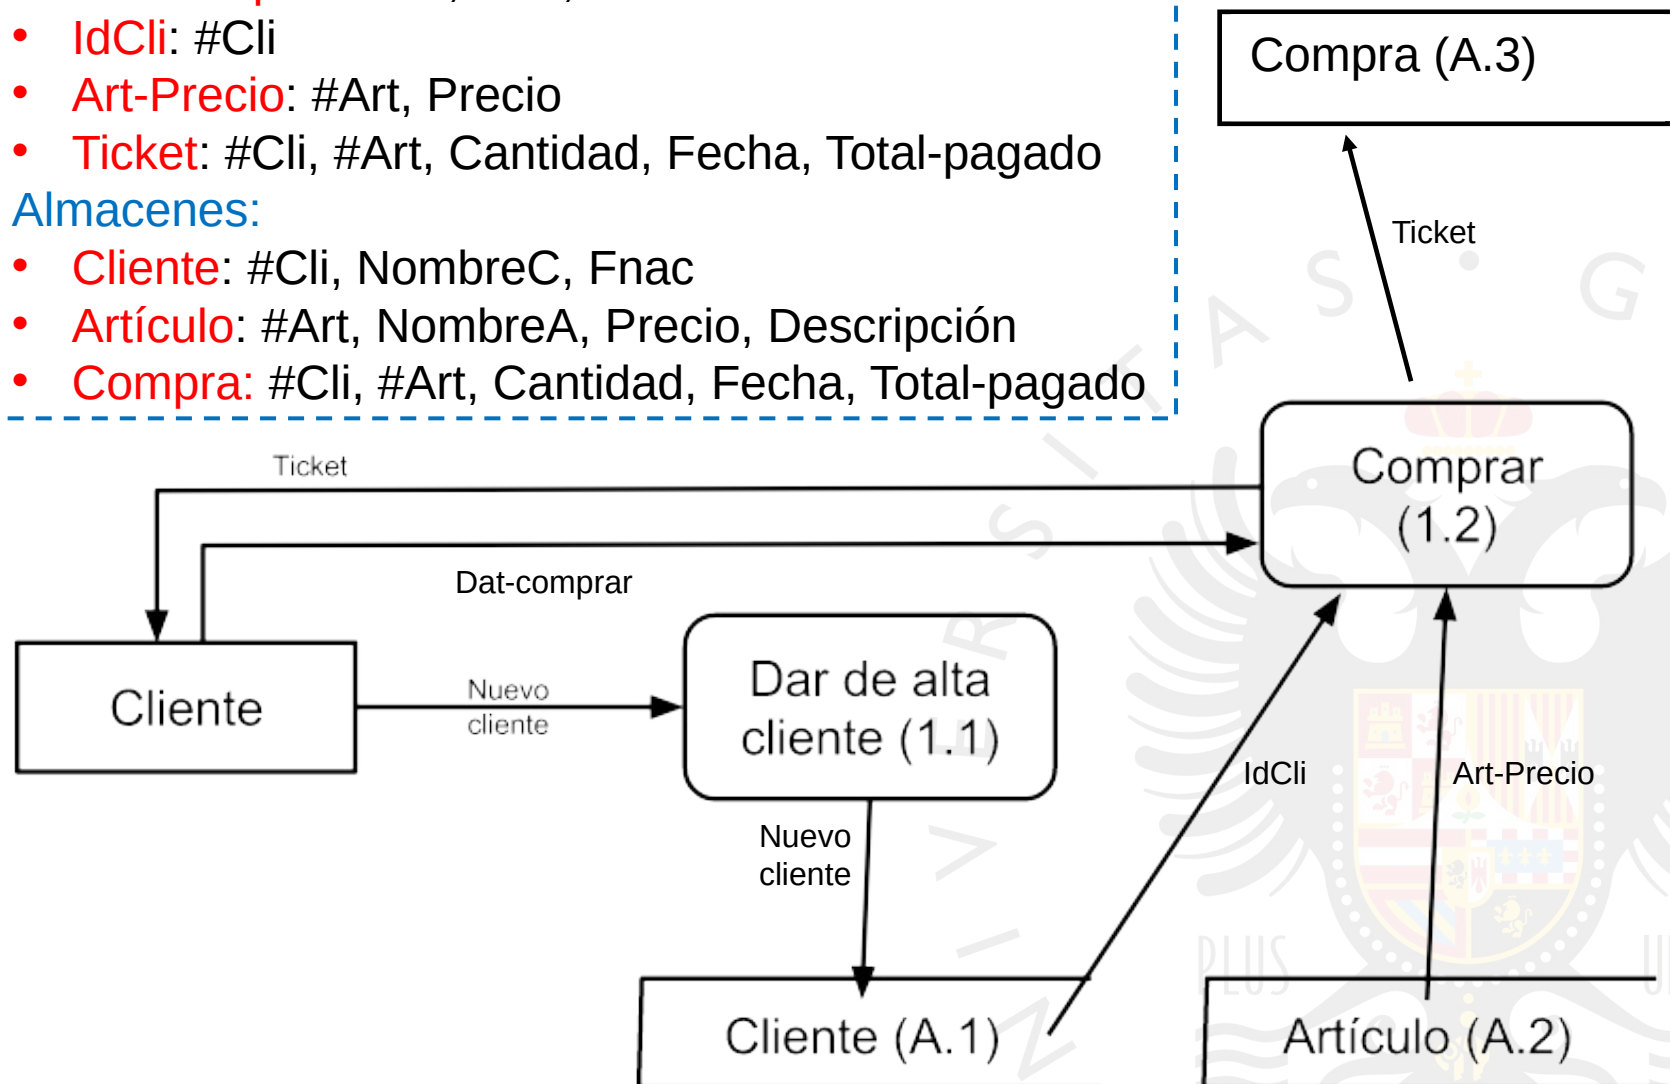 • IdCli: #Cli
• Art-Precio: #Art, Precio
• Ticket: #Cli, #Art, Cantidad, Fecha, Total-pagado
Almacenes:
• Cliente: #Cli, NombreC, Fnac
• Artículo: #Art, NombreA, Precio, Descripción
• Compra: #Cli, #Art, Cantidad, Fecha, Total-pagado
Compra (A.3)
Ticket
Ticket
Comprar
(1.2)
Dat-comprar
Cliente
Nuevo
cliente
Dar de alta
cliente (1.1)
IdCli
Art-Precio
Nuevo
cliente
Cliente (A.1)
Artículo (A.2)
PLUS